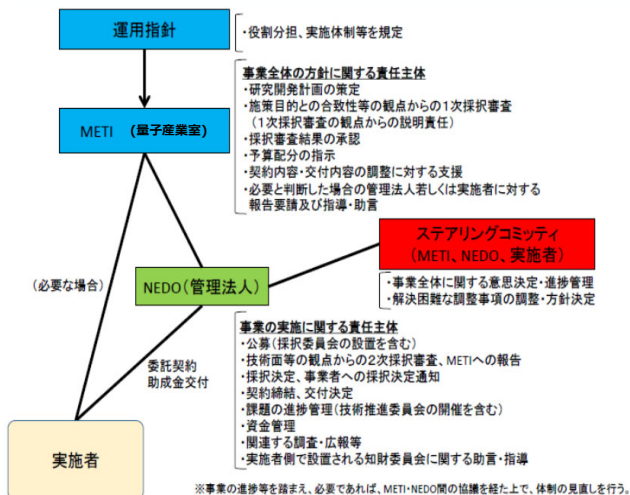 運用指針
・役割分担、実施体制等を規定
事業全体の方針に関する責任主体
・研究開発計画の策定
・施策目的との合致性等の観点からの1次採択審査
（1次採択審査の観点からの説明責任）
・採択審査結果の承認
・予算配分の指示
・契約内容・交付内容の調整に対する支援
・必要と判断した場合の管理法人若しくは実施者に対する
報告要請及び指導・助言
METI （量子産業室）
ステアリングコミッティ
（METI、NEDO、実施者）
・事業全体に関する意思決定・進捗管理
・解決困難な調整事項の調整・方針決定
（必要な場合）
NEDO（管理法人）
事業の実施に関する責任主体
・公募（採択委員会の設置を含む）
・技術面等の観点からの2次採択審査、METIへの報告
・採択決定、事業者への採択決定通知
・契約締結、交付決定
・課題の進捗管理（技術推進委員会の開催を含む）
・資金管理
・関連する調査・広報等
・実施者側で設置される知財委員会に関する助言・指導
委託契約
助成金交付
実施者
※事業の進捗等を踏まえ、必要であれば、METI・NEDO間の協議を経た上で、体制の見直しを行う。